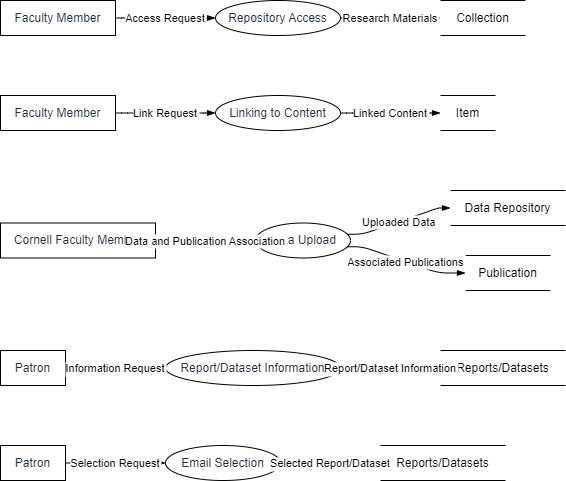 Faculty Member
Access Request
Repository Access
Research Materials
Collection
Faculty Member
Link Request
Linking to Content
Linked Content
Item
Uploaded Data
Data Repository
Cornell Faculty Memb
Data and Publication Association
a Upload
Associated Publications
Publication
Patron
Information Request
Report/Dataset Information
Report/Dataset Information
Reports/Datasets
Patron
Selection Request
Email Selection
Selected Report/Dataset
Reports/Datasets